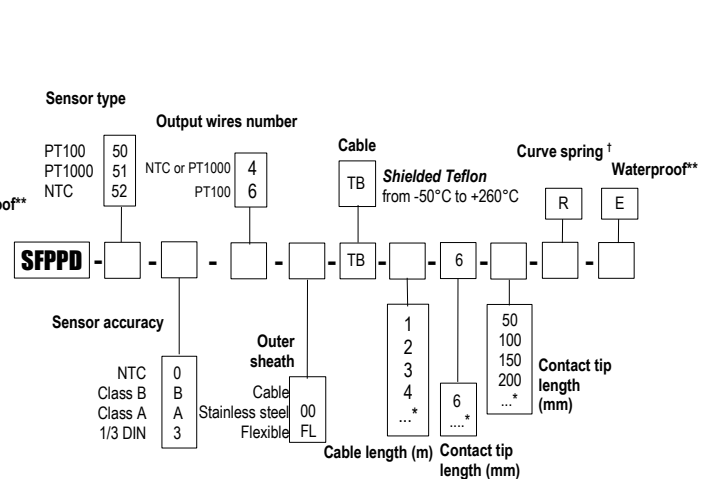 Sensor type
Output wires number
PT100 50
PT1000 51
NTC 52
NTC or PT1000 4
PT100 6
Cable
TB
Shielded Teflon
from -50°C to +260°C
Curve spring †
R
Waterproof**
E
oof**
SFPPD - - - - - TB - - 6 - - -
Sensor accuracy
NTC 0
Class B B
Class A A
1/3 DIN 3
Outer
sheath
Cable
Stainless steel 00
Flexible FL
1
2
3
4
...*
Cable length (m)
6
....*
Contact tip
length (mm)
50
100
150
200
...*
Contact tip
length
(mm)